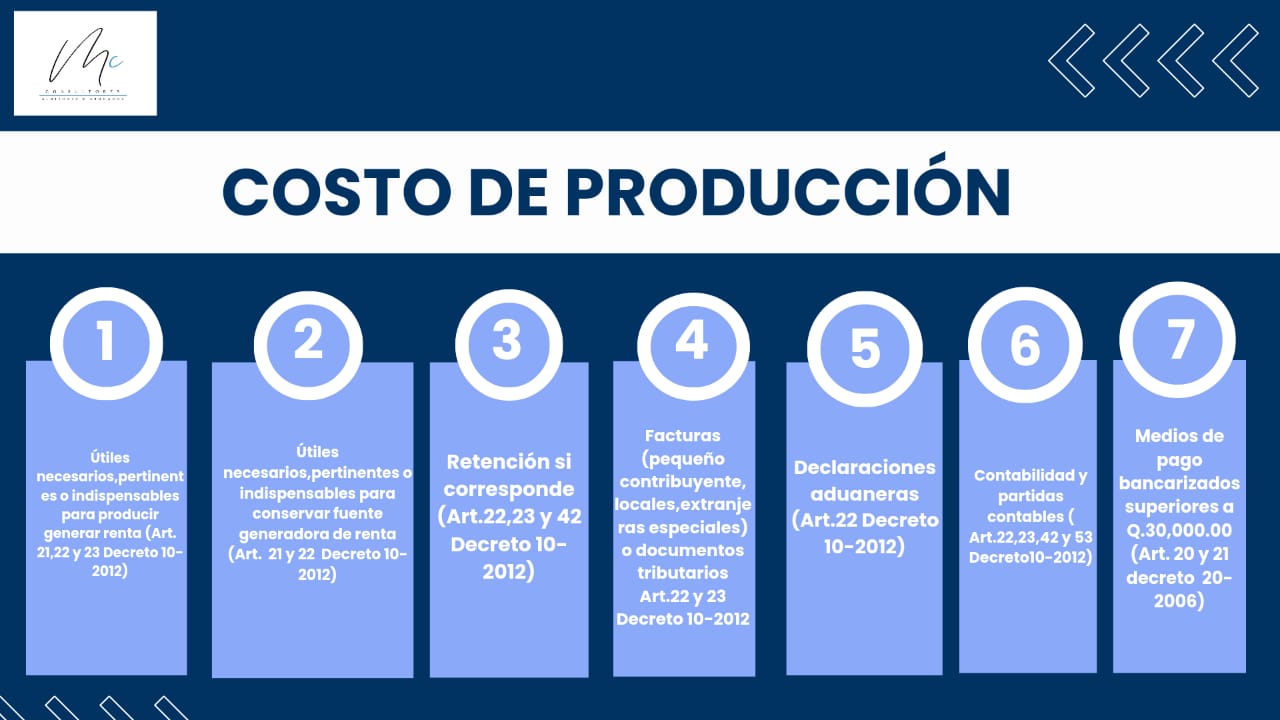 Mc
CONSULTORES
COSTO DE PRODUCCIÓN
1
Útiles
necesarios,pertinent
es o indispensables
para producir
generar renta (Art.
21,22 y 23 Decreto 10-
2012)
2
Útiles
necesarios,pertinentes o
indispensables para
conservar fuente
generadora de renta
(Art.  21 y 22  Decreto 10-
2012)
3
Retención si
corresponde
(Art.22,23 y 42
Decreto 10-
2012)
4
Facturas
(pequeño
contribuyente,
locales,extranje
ras especiales)
o documentos
tributarios
Art.22 y 23
Decreto 10-2012
5
Declaraciones
aduaneras
(Art.22 Decreto
10-2012)
6
Contabilidad y
partidas
contables (
Art.22,23,42 y 53
Decreto10-2012)
7
Medios de
pago
bancarizados
superiores a
Q.30,000.00
(Art. 20 y 21
decreto  20-
2006)